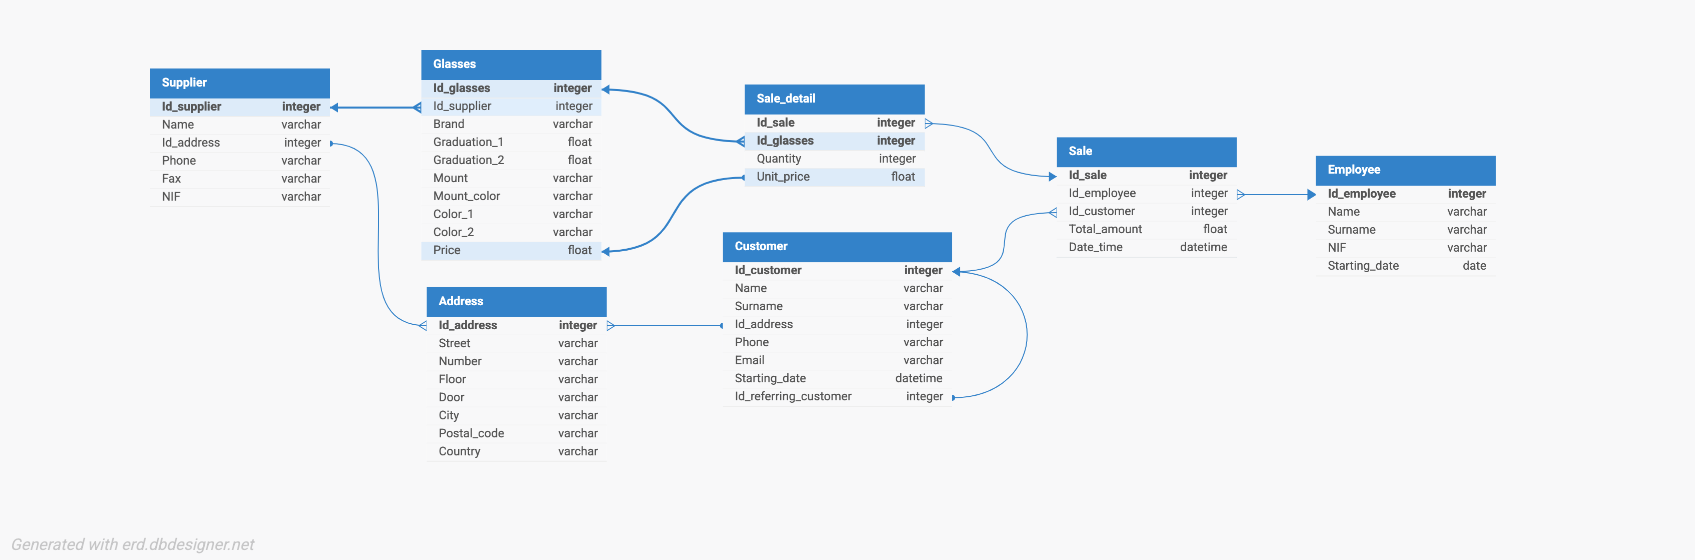 Supplier
Id_supplier integer
Name varchar
Id_address integer
Phone varchar
Fax varchar
NIF varchar
Glasses
Id_glasses integer
Id_supplier integer
Brand varchar
Graduation_1 float
Graduation_2 float
Mount varchar
Mount_color varchar
Color_1 varchar
Color_2 varchar
Price float
Address
Id_address integer
Street varchar
Number varchar
Floor varchar
Door varchar
City varchar
Postal_code varchar
Country varchar
Sale_detail
Id_sale integer
Id_glasses integer
Quantity integer
Unit_price float
Customer
Id_customer integer
Name varchar
Surname varchar
Id_address integer
Phone varchar
Email varchar
Starting_date datetime
Id_referring_customer integer
Sale
Id_sale integer
Id_employee integer
Id_customer integer
Total_amount float
Date_time datetime
Employee
Id_employee integer
Name varchar
Surname varchar
NIF varchar
Starting_date date
Generated with erd.dbdesigner.net